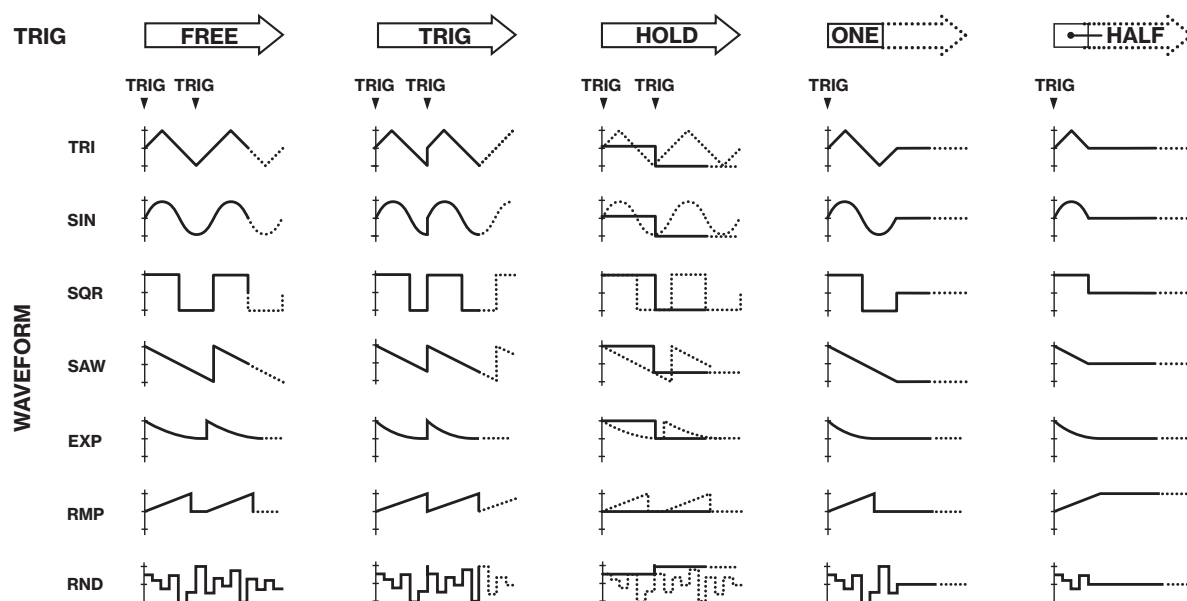 TRIG FREE TRIG HOLD ONE HALF
TRIG TRIG TRIG TRIG TRIG TRIG TRIG TRIG
TRI
SIN
SQR
SAW
EXP
RMP
RND
WAVEFORM